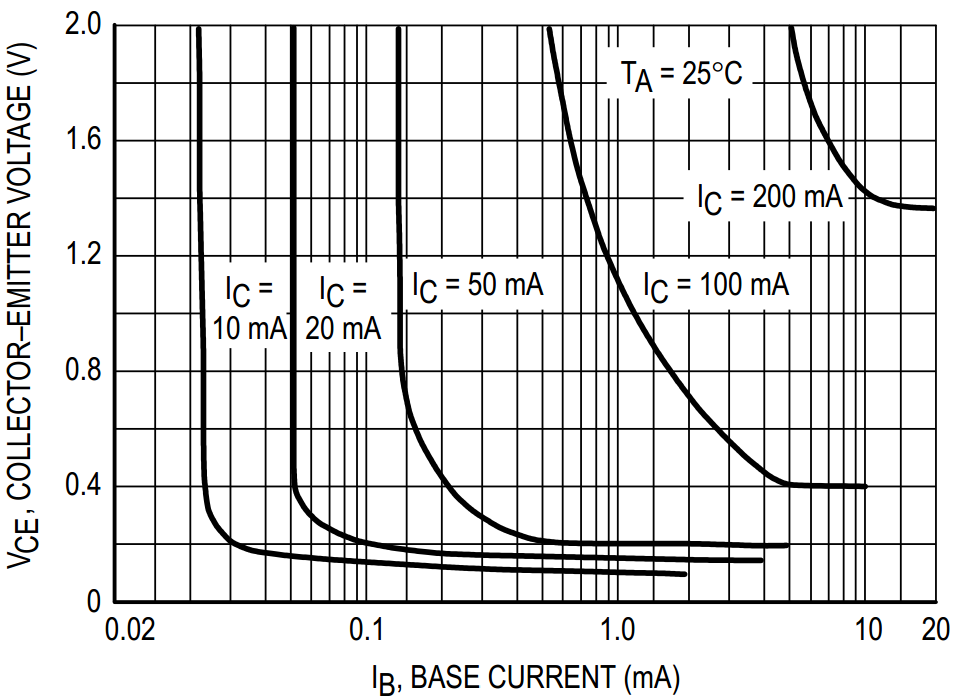 2.0
1.6
1.2
0.8
0.4
0
VCE, COLLECTOR–EMITTER VOLTAGE (V)
TA = 25°C
IC = 200 mA
IC = 50 mA
IC = 100 mA
IC =
10 mA
IC =
20 mA
0.02
0.1
1.0
10
20
IB, BASE CURRENT (mA)